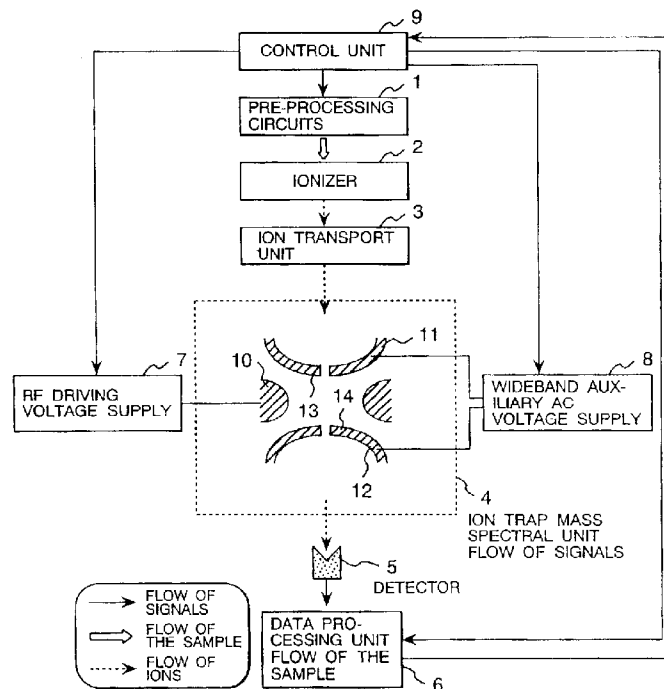 9
CONTROL UNIT
1
PRE-PROCESSING
CIRCUITS
2
IONIZER
3
ION TRANSPORT
UNIT
7
RF DRIVING
VOLTAGE SUPPLY
10
11
13
14
12
8
WIDEBAND AUX-
ILIARY AC
VOLTAGE SUPPLY
4
ION TRAP MASS
SPECTRAL UNIT
FLOW OF SIGNALS
5
DETECTOR
DATA PRO-
CESSING UNIT
FLOW OF THE
SAMPLE
6
FLOW OF
SIGNALS
FLOW OF
THE SAMPLE
FLOW OF
IONS